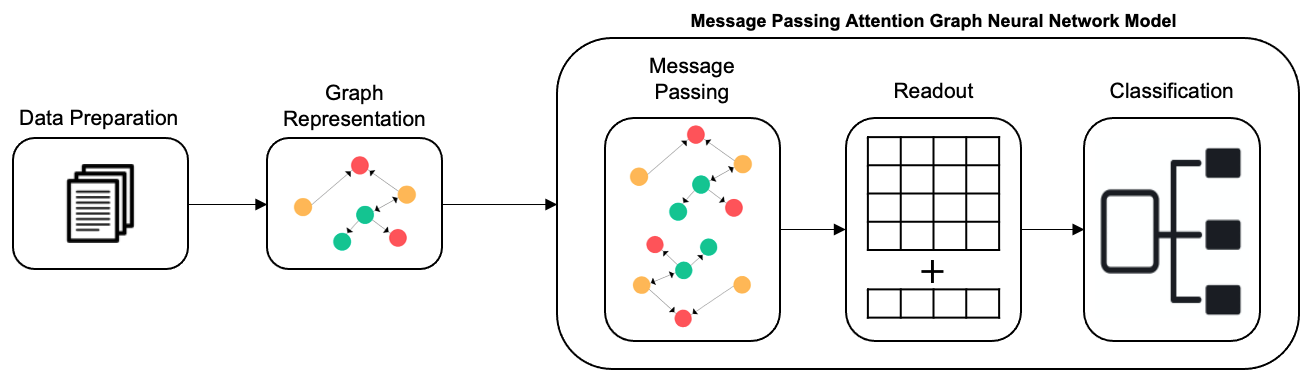 Message Passing Attention Graph Neural Network Model
Data Preparation
Graph
Representation
Message
Passing
Readout
Classification
+